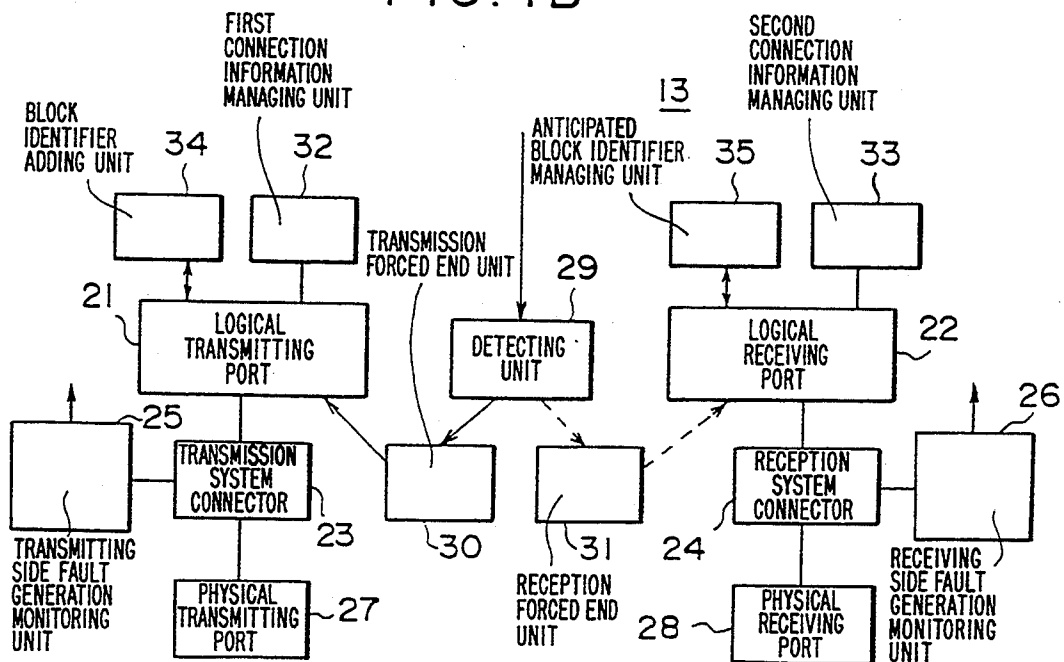 FIG. 1B
FIRST
CONNECTION
INFORMATION
MANAGING UNIT
SECOND
CONNECTION
INFORMATION
MANAGING UNIT
13
BLOCK
IDENTIFIER
ADDING UNIT
34
32
ANTICIPATED
BLOCK IDENTIFIER
MANAGING UNIT
35
33
TRANSMISSION
FORCED END UNIT
29
21
LOGICAL
TRANSMITTING
PORT
DETECTING
UNIT
LOGICAL
RECEIVING
PORT
22
25
26
TRANSMISSION
SYSTEM
CONNECTOR
23
30
31
RECEPTION
SYSTEM
CONNECTOR
24
TRANSMITTING
SIDE FAULT
GENERATION
MONITORING
UNIT
PHYSICAL
TRANSMITTING
PORT
27
RECEPTION
FORCED END
UNIT
28
PHYSICAL
RECEIVING
PORT
RECEIVING
SIDE FAULT
GENERATION
MONITORING
UNIT